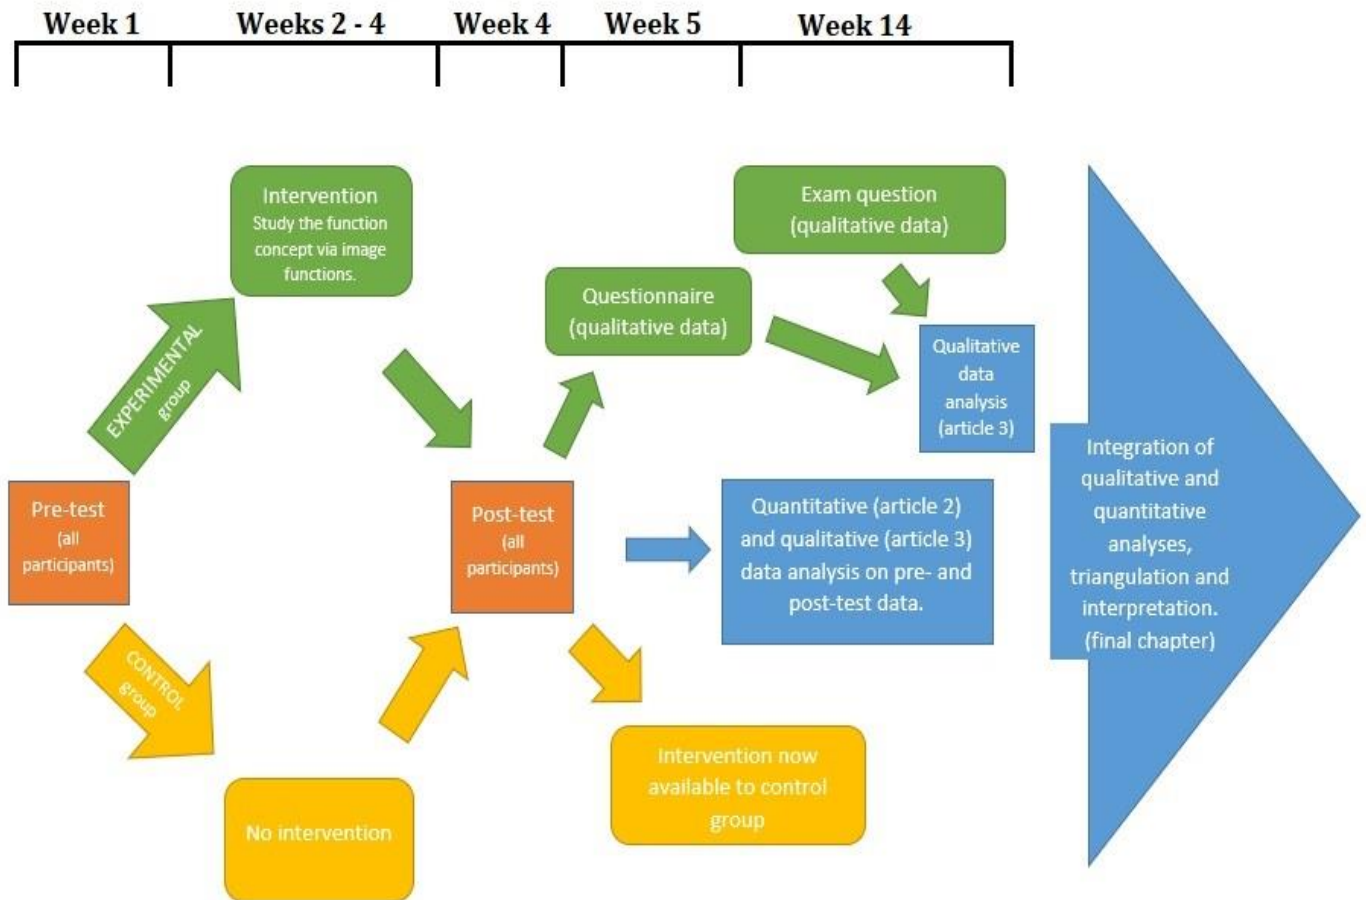 Week 1
Weeks 2 - 4
Week 4
Week 5
Week 14
Intervention
Study the function
concept via image
functions.
Exam question
(qualitative data)
Questionnaire
(qualitative data)
Qualitative
data
analysis
(article 3)
EXPERIMENTAL
group
Pre-test
(all
participants)
Post-test
(all
participants)
Quantitative (article 2)
and qualitative (article 3)
data analysis on pre- and
post-test data.
Integration of
qualitative and
quantitative
analyses,
triangulation and
interpretation.
(final chapter)
CONTROL
group
No intervention
Intervention now
available to control
group